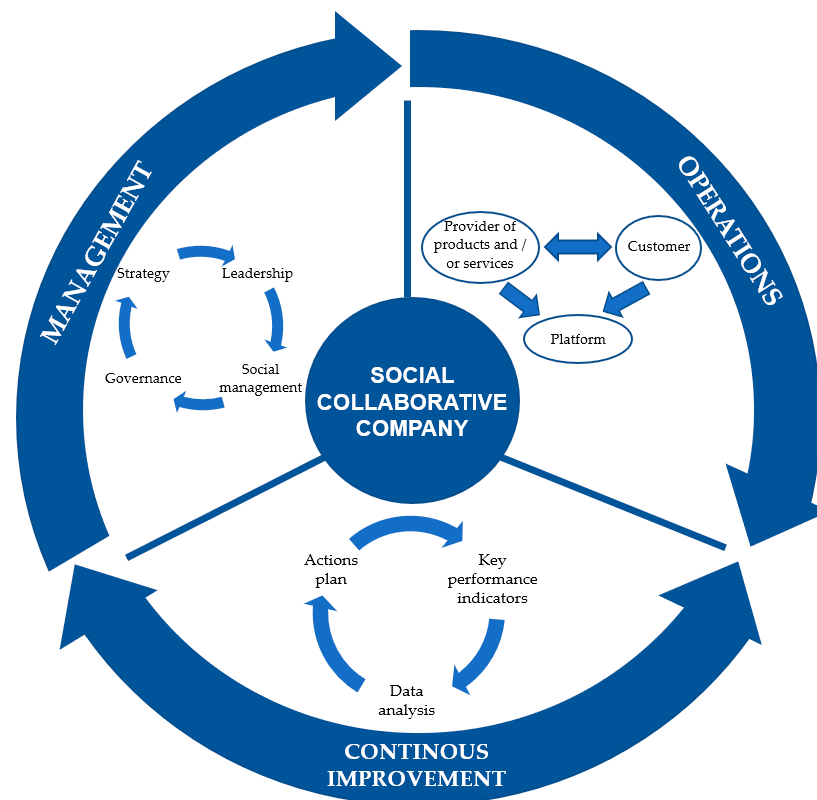 MANAGEMENT
OPERATIONS
Strategy
Leadership
Social
management
Governance
Provider of
products and /
or services
Customer
Platform
SOCIAL
COLLABORATIVE
COMPANY
Actions
plan
Key
performance
indicators
Data
analysis
CONTINOUS
IMPROVEMENT